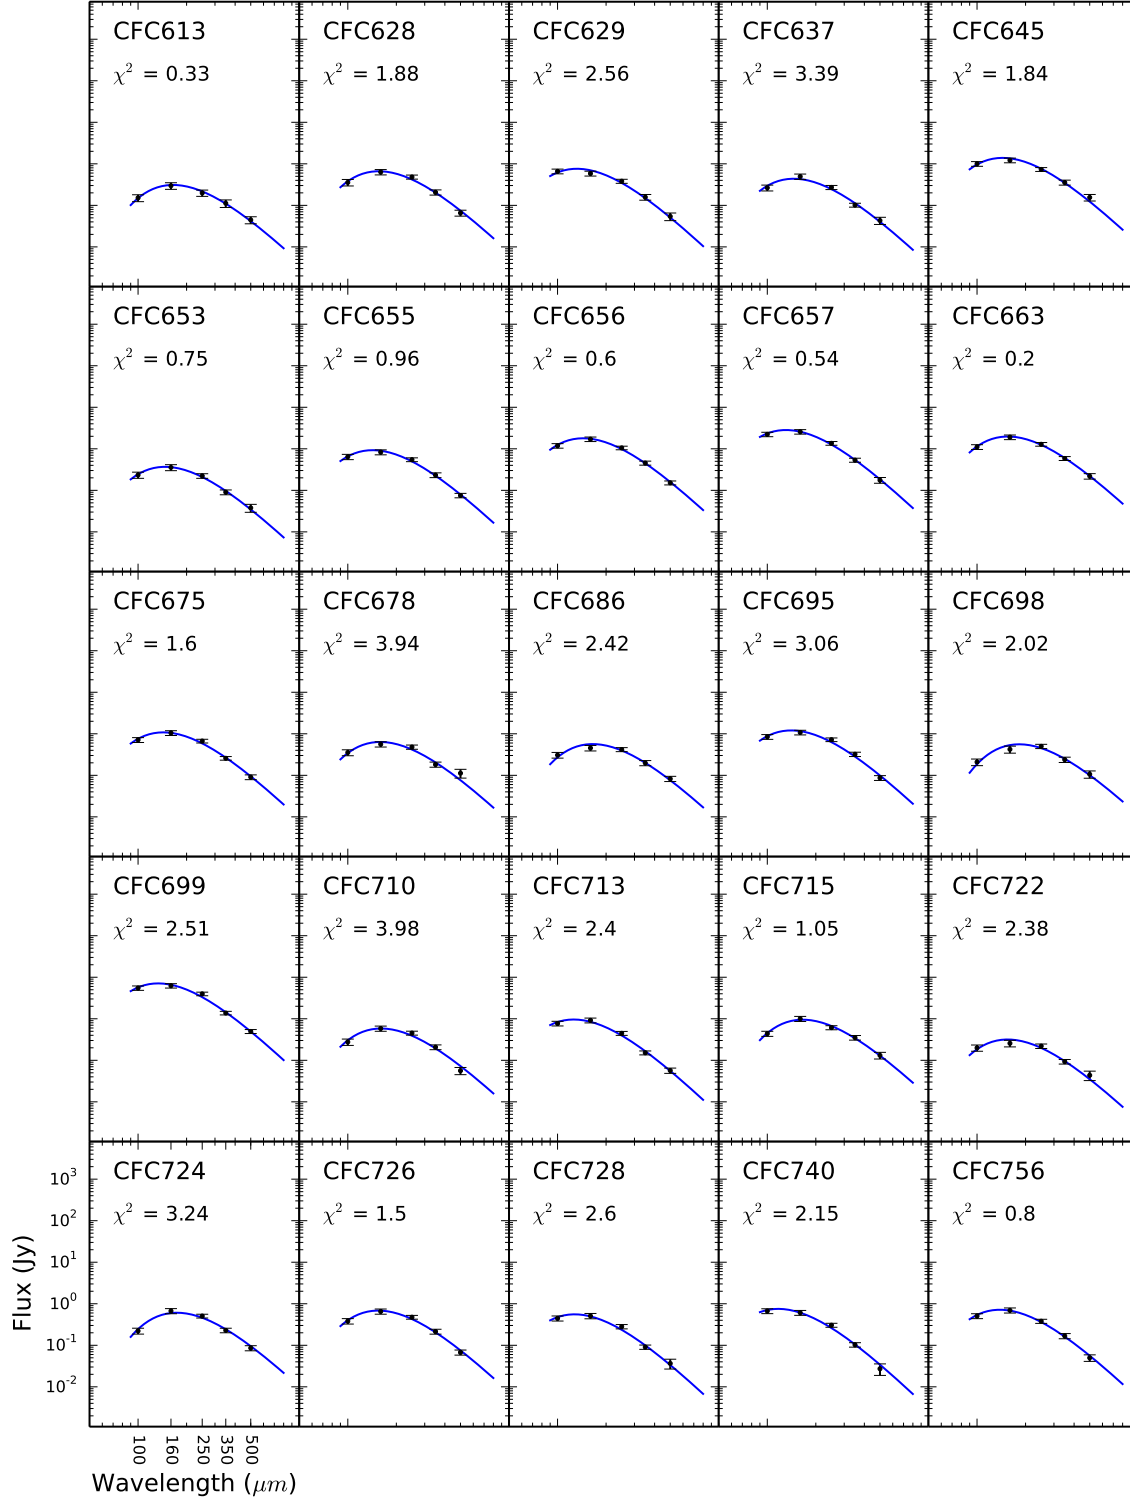 CFC613 CFC628 CFC629 CFC637 CFC645
χ² = 0.33 χ² = 1.88 χ² = 2.56 χ² = 3.39 χ² = 1.84
CFC653 CFC655 CFC656 CFC657 CFC663
χ² = 0.75 χ² = 0.96 χ² = 0.6 χ² = 0.54 χ² = 0.2
CFC675 CFC678 CFC686 CFC695 CFC698
χ² = 1.6 χ² = 3.94 χ² = 2.42 χ² = 3.06 χ² = 2.02
CFC699 CFC710 CFC713 CFC715 CFC722
χ² = 2.51 χ² = 3.98 χ² = 2.4 χ² = 1.05 χ² = 2.38
CFC724 CFC726 CFC728 CFC740 CFC756
χ² = 3.24 χ² = 1.5 χ² = 2.6 χ² = 2.15 χ² = 0.8
10³
10²
10¹
10⁰
10⁻¹
10⁻²
Flux (Jy)
100 160 250 350 500
Wavelength (μm)